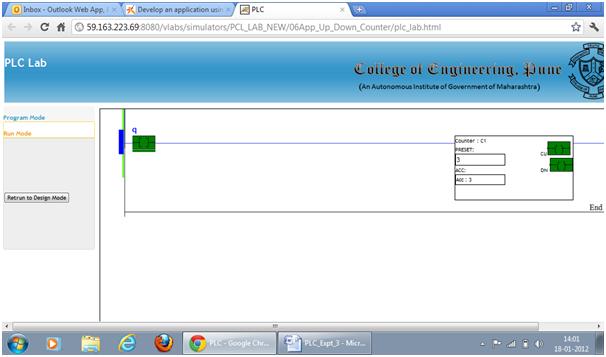 Inbox - Outlook Web App,
Develop an application usin
PLC
59.163.223.69:8080/vlabs/simulators/PCL_LAB_NEW/06App_Up_Down_Counter/plc_lab.html
PLC Lab
College of Engineering, Pune
(An Autonomous Institute of Government of Maharashtra)
Program Mode
Run Mode
Retrun to Design Mode
q
Counter : C1
PRESET:
3
CU
ACC:
DN
Acc : 3
End
PLC - Google Chr...
PLC_Expt_3 - Micr...
14:01
18-01-2012